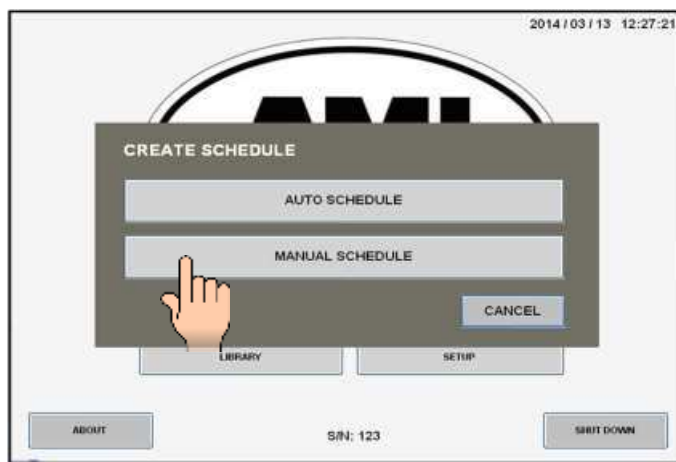 2014/03/13 12:27:21
AMI
CREATE SCHEDULE
AUTO SCHEDULE
MANUAL SCHEDULE
CANCEL
LIBRARY
SETUP
ABOUT
S/N: 123
SHUT DOWN